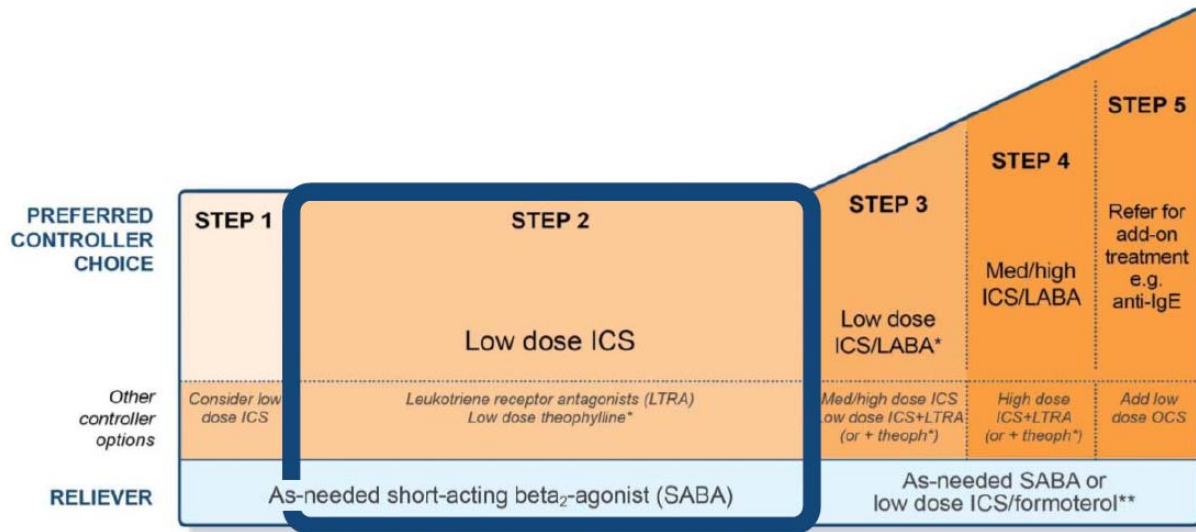 PREFERRED
CONTROLLER
CHOICE
STEP 1
STEP 2
Low dose ICS
STEP 3
Low dose
ICS/LABA*
STEP 4
Med/high
ICS/LABA
STEP 5
Refer for
add-on
treatment
e.g.
anti-IgE
Other
controller
options
Consider low
dose ICS
Leukotriene receptor antagonists (LTRA)
Low dose theophylline*
Med/high dose ICS
Low dose ICS+LTRA
(or + theoph*)
High dose
ICS+LTRA
(or + theoph*)
Add low
dose OCS
RELIEVER
As-needed short-acting beta₂-agonist (SABA)
As-needed SABA or
low dose ICS/formoterol**